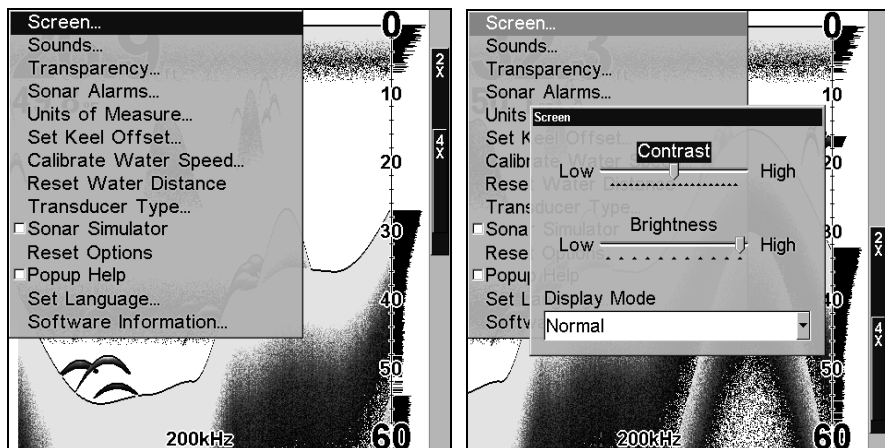 Screen...
Sounds...
Transparency...
Sonar Alarms...
Units of Measure...
Set Keel Offset...
Calibrate Water Speed...
Reset Water Distance
Transducer Type...
Sonar Simulator
Reset Options
Popup Help
Set Language...
Software Information...
0
10
20
30
40
50
60
2X
4X
200kHz
Screen...
Sounds...
Transparency...
Sonar Alarms...
Units
Set K
Calibr
Rese
Trans
Sona
Rese
Popup
Set L
Softw
Screen
Contrast
Low
High
Brightness
Low
High
Display Mode
Normal
0
10
20
30
40
50
60
2X
4X
200kHz